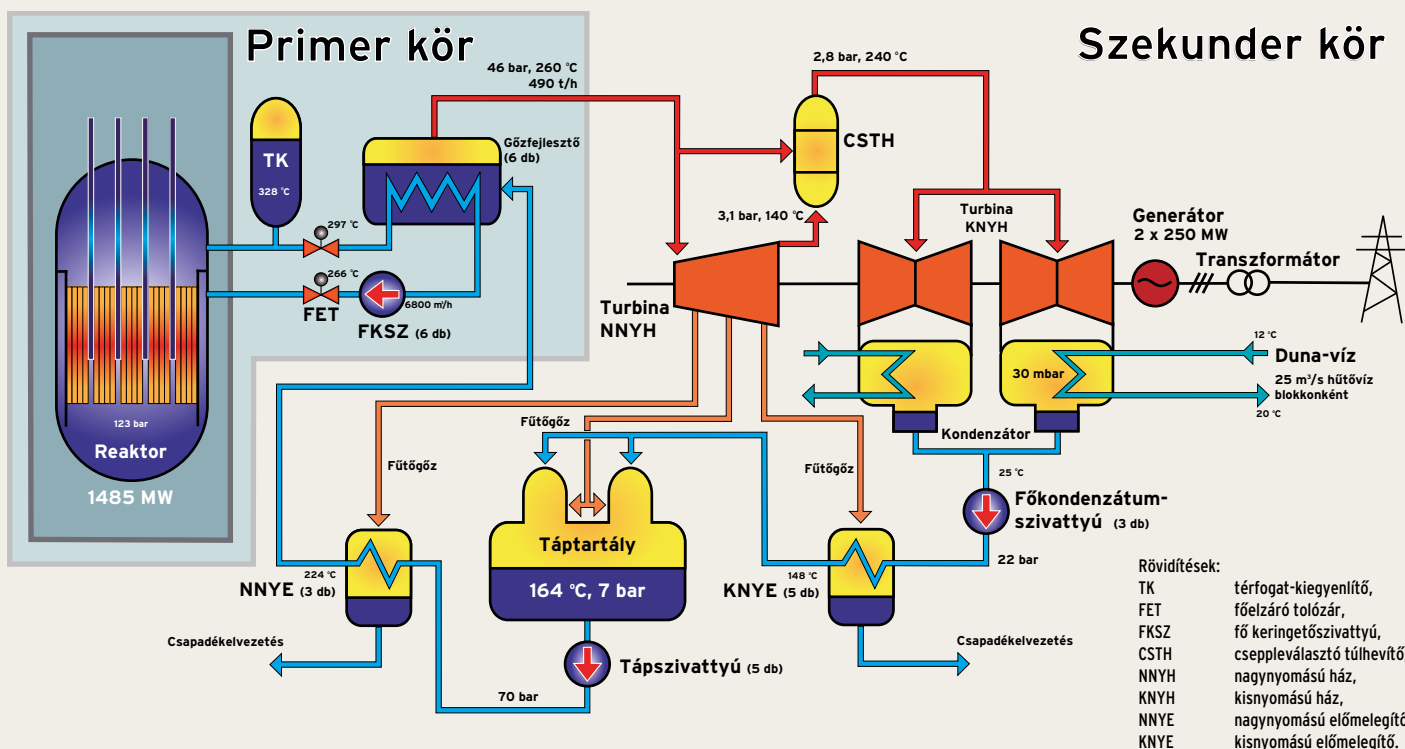 Primer kör
Szekunder kör
46 bar, 260 °C
490 t/h
2,8 bar, 240 °C
TK
328 °C
Gőzfejlesztő
(6 db)
CSTH
297 °C
3,1 bar, 140 °C
Turbina
KNYH
Generátor
2 x 250 MW
Transzformátor
266 °C
FET
6800 m³/h
FKSZ (6 db)
Turbina
NNYH
12 °C
Duna-víz
25 m³/s hűtővíz
blokkonként
20 °C
30 mbar
123 bar
Reaktor
1485 MW
Kondenzátor
Fűtőgőz
Fűtőgőz
Fűtőgőz
25 °C
Főkondenzátum-
szivattyú (3 db)
22 bar
Táptartály
164 °C, 7 bar
224 °C
NNYE (3 db)
148 °C
KNYE (5 db)
Csapadékelvezetés
Csapadékelvezetés
Tápszivattyú (5 db)
70 bar
Rövidítések:
TK térfogat-kiegyenlítő,
FET főelzáró tolózár,
FKSZ fő keringetőszivattyú,
CSTH cseppleválasztó túlhevítő,
NNYH nagynyomású ház,
KNYH kisnyomású ház,
NNYE nagynyomású előmelegítő
KNYE kisnyomású előmelegítő.